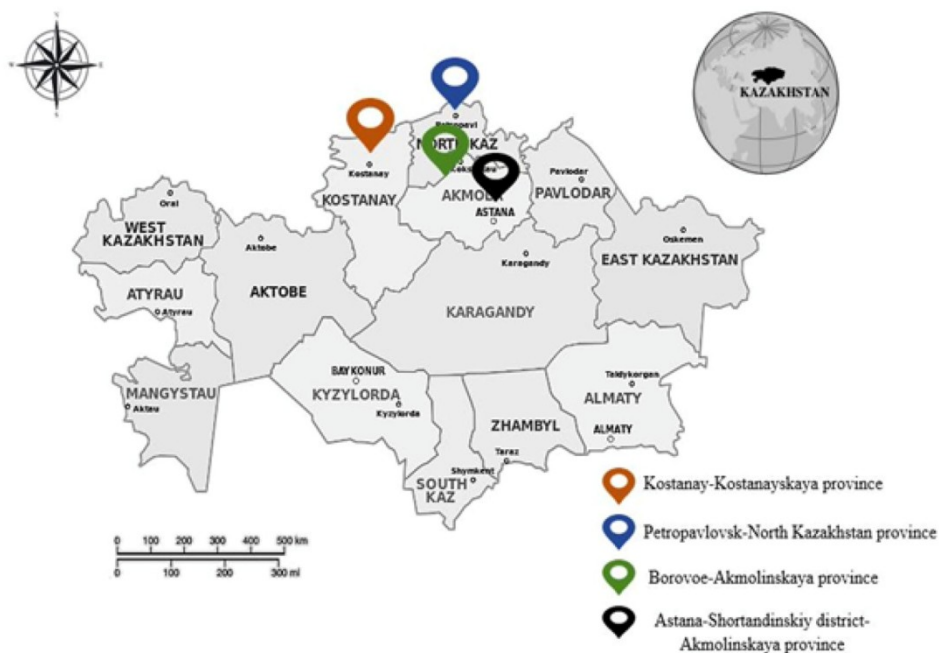 KAZAKHSTAN
NORTH KAZ
Kostanay
KOSTANAY
AKMOLA
ASTANA
Pavlodar
PAVLODAR
Oral
WEST
KAZAKHSTAN
Aktobe
AKTOBE
Karagandy
KARAGANDY
Oskemen
EAST KAZAKHSTAN
ATYRAU
Atyrau
MANGYSTAU
Aktau
BAYKONUR
KYZYLORDA
Kyzylorda
Taldykorgan
ALMATY
ALMATY
ZHAMBYL
Taraz
Shymkent
SOUTH
KAZ
Kostanay-Kostanayskaya province
Petropavlovsk-North Kazakhstan province
Borovoe-Akmolinskaya province
Astana-Shortandinskiy district-
Akmolinskaya province
0 100 200 300 400 500 km
0 100 200 300 mi